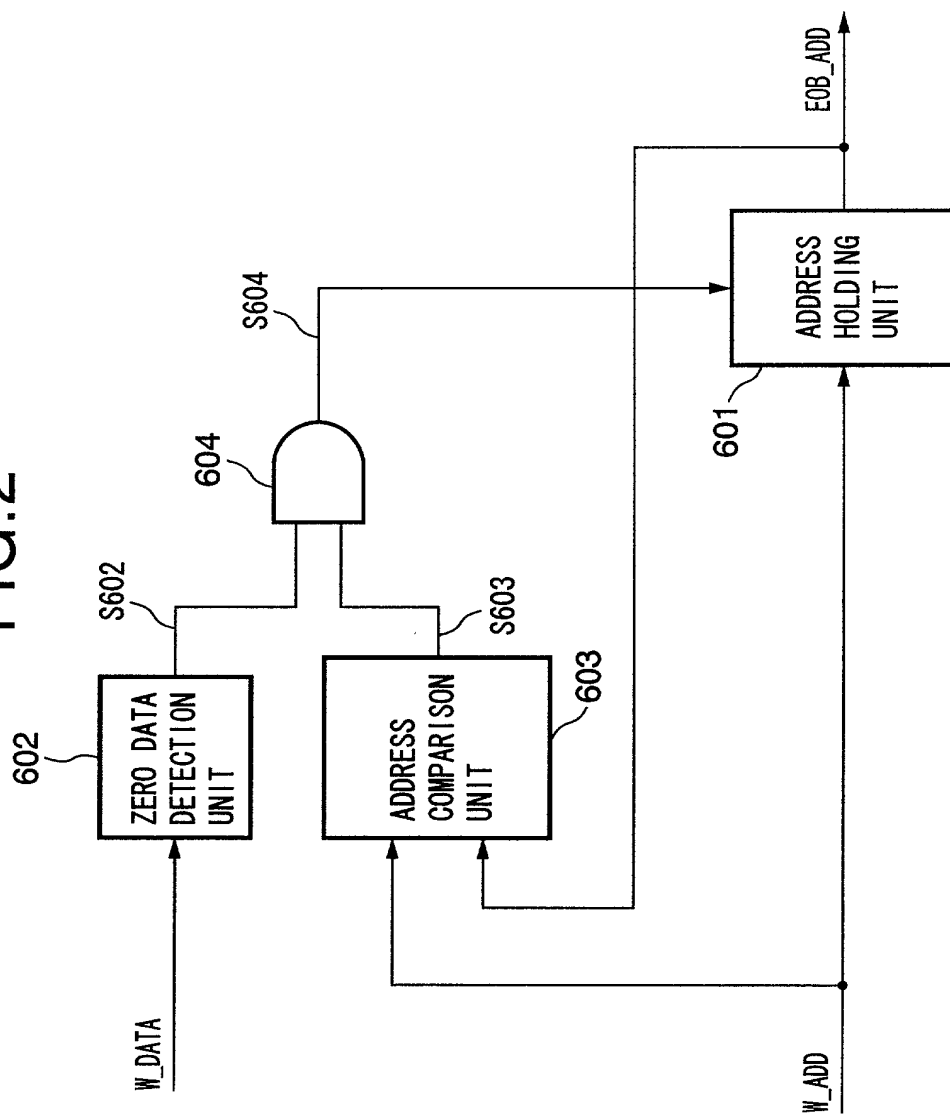 FIG.2
W_DATA
602
ZERO DATA
DETECTION
UNIT
S602
604
S604
ADDRESS
COMPARISON
UNIT
603
S603
W_ADD
601
ADDRESS
HOLDING
UNIT
EOB_ADD